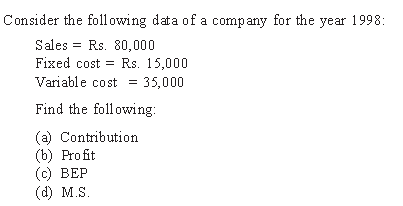 Consider the following data of a company for the year 1998:
Sales = Rs. 80,000
Fixed cost = Rs. 15,000
Variable cost = 35,000
Find the following:
(a) Contribution
(b) Profit
(c) BEP
(d) M.S.